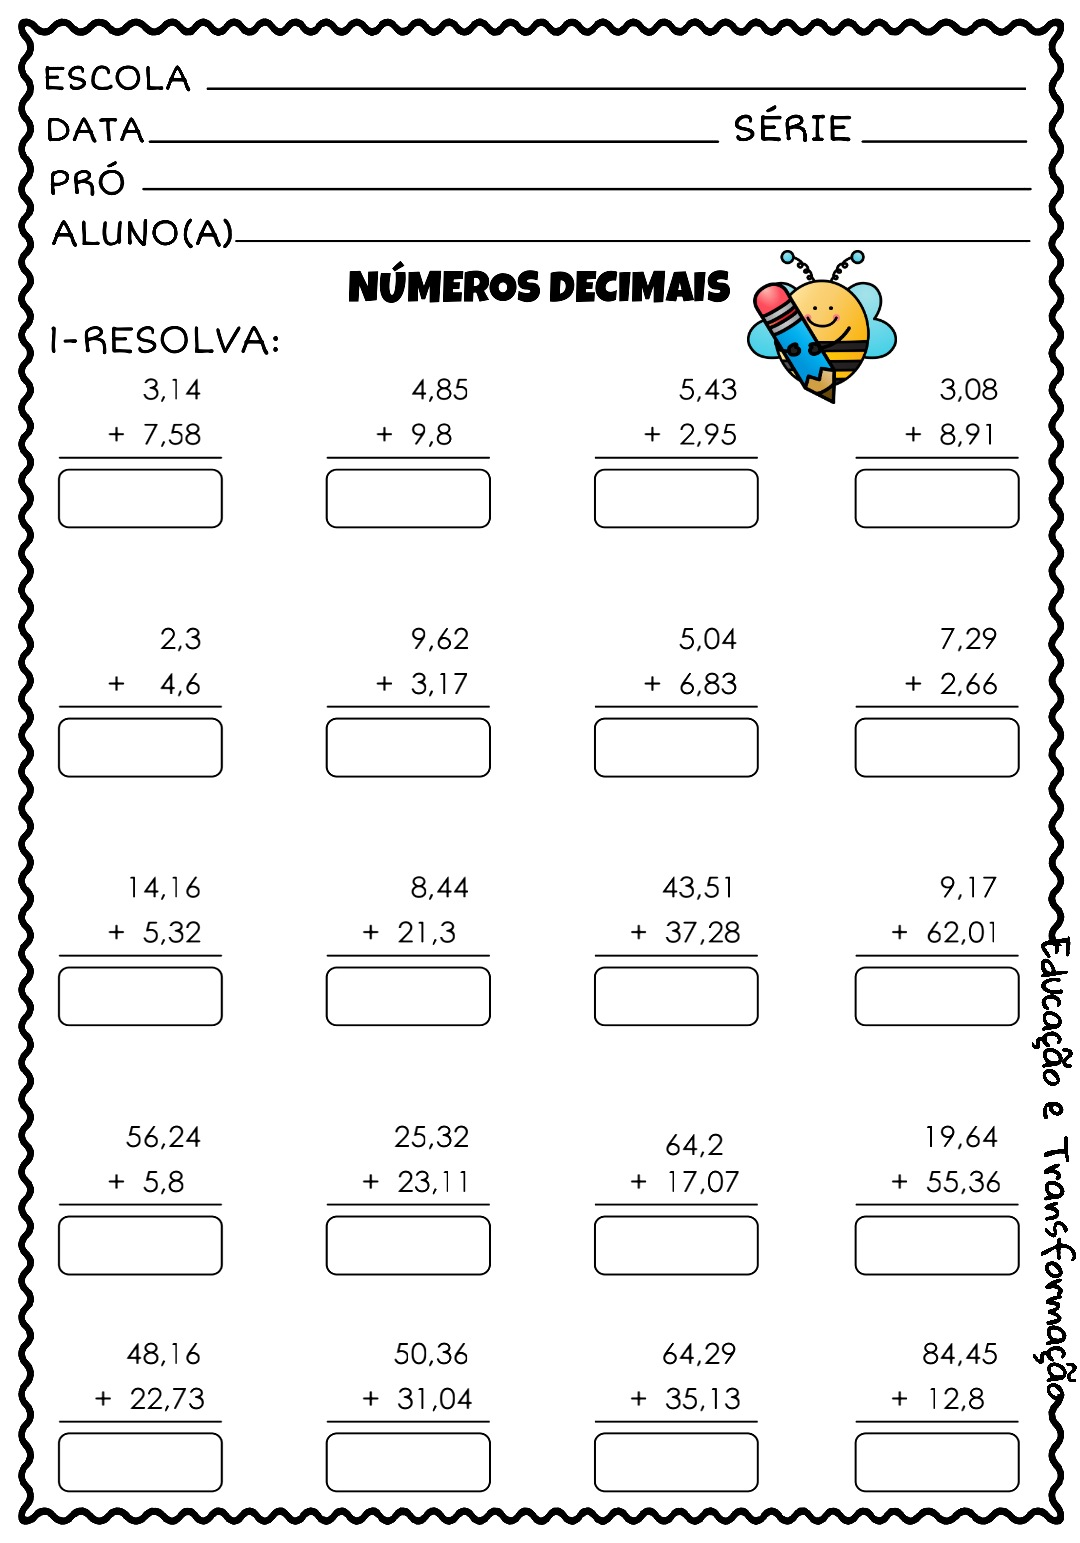 ESCOLA
DATA SÉRIE
PRÓ
ALUNO(A)
NÚMEROS DECIMAIS
1-RESOLVA:
3,14 4,85 5,43 3,08
+ 7,58 + 9,8 + 2,95 + 8,91
2,3 9,62 5,04 7,29
+ 4,6 + 3,17 + 6,83 + 2,66
14,16 8,44 43,51 9,17
+ 5,32 + 21,3 + 37,28 + 62,01
56,24 25,32 64,2 19,64
+ 5,8 + 23,11 + 17,07 + 55,36
48,16 50,36 64,29 84,45
+ 22,73 + 31,04 + 35,13 + 12,8
Educação e Transformação